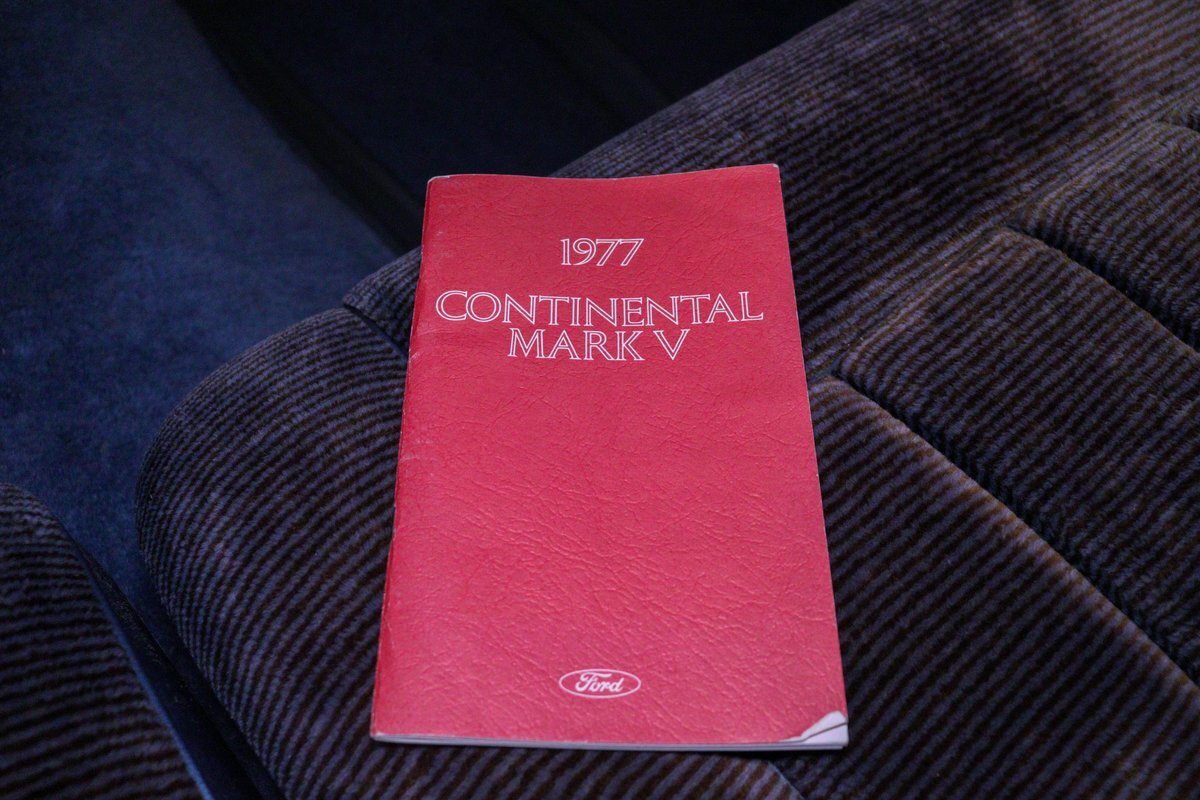 1977
CONTINENTAL
MARK V
Ford